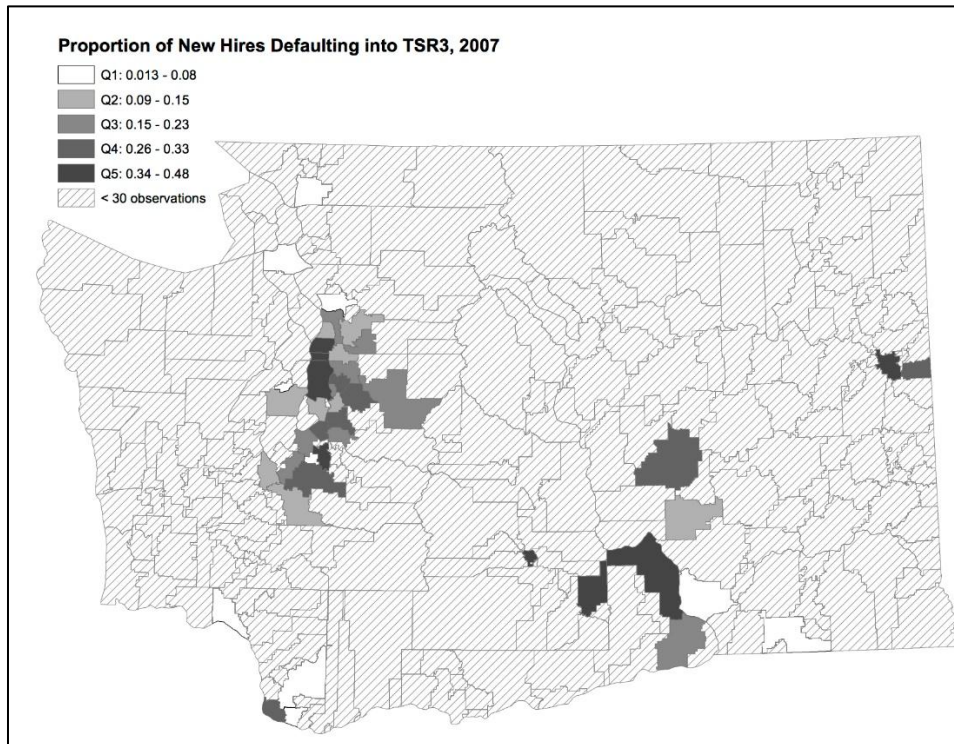 Proportion of New Hires Defaulting into TSR3, 2007
Q1: 0.013 - 0.08
Q2: 0.09 - 0.15
Q3: 0.15 - 0.23
Q4: 0.26 - 0.33
Q5: 0.34 - 0.48
< 30 observations